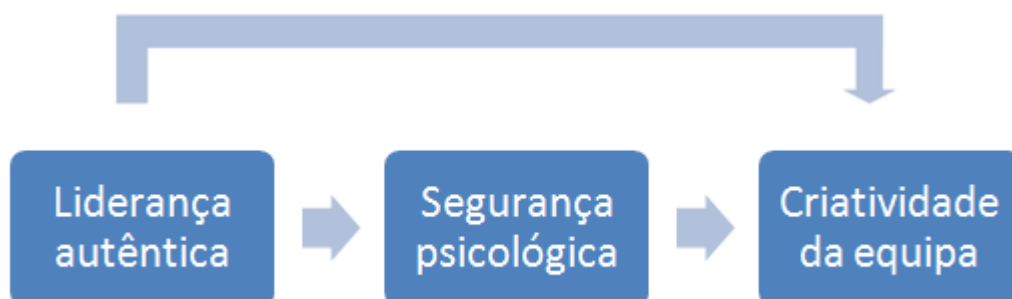 Liderança
autêntica
Segurança
psicológica
Criatividade
da equipa